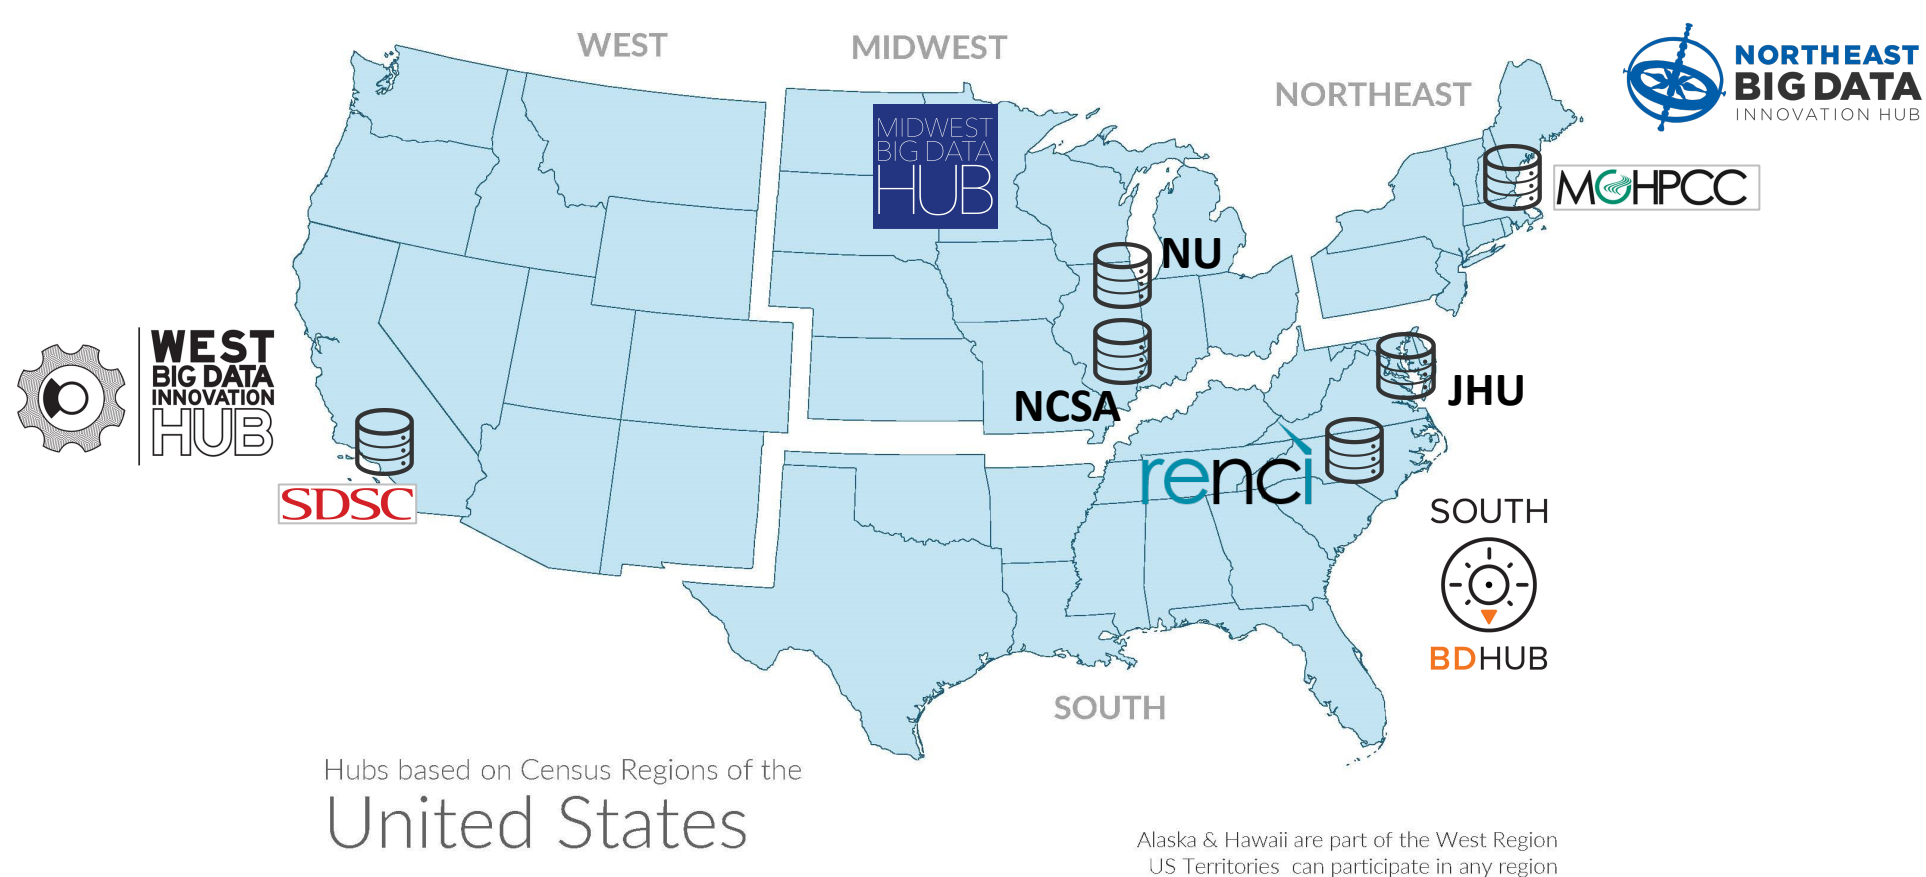 WEST
MIDWEST
NORTHEAST
NORTHEAST
BIG DATA
INNOVATION HUB
MIDWEST
BIG DATA
HUB
MGHPCC
NU
WEST
BIG DATA
INNOVATION
HUB
NCSA
JHU
renci
SDSC
SOUTH
BDHUB
SOUTH
Hubs based on Census Regions of the
United States
Alaska & Hawaii are part of the West Region
US Territories can participate in any region